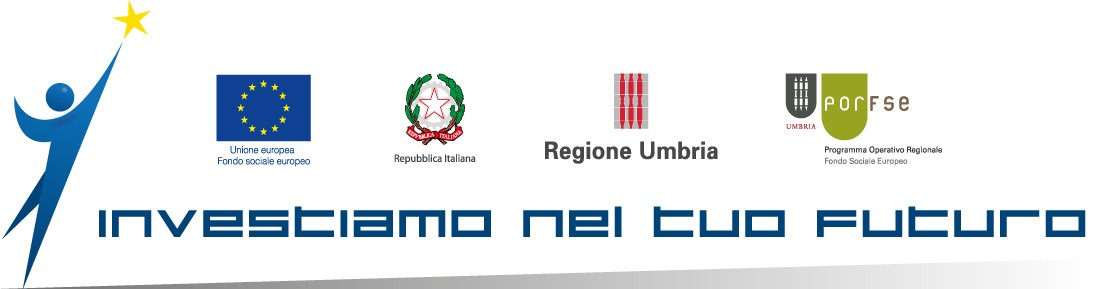 Unione europea
Fondo sociale europeo
REPVBBLICA ITALIANA
Repubblica Italiana
Regione Umbria
UMBRIA
PorFse
Programma Operativo Regionale
Fondo Sociale Europeo
investiamo nel tuo futuro